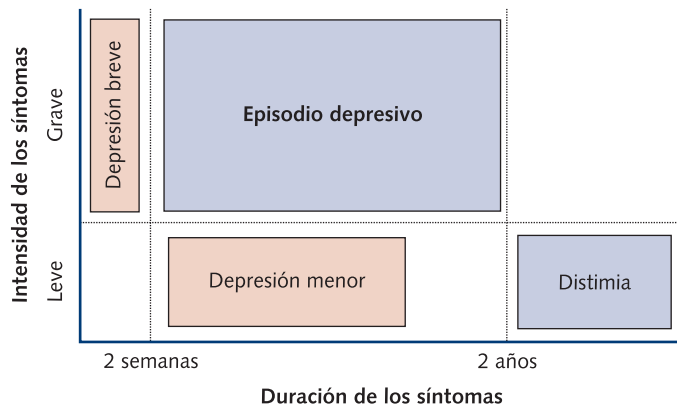 Intensidad de los síntomas
Grave
Leve
Depresión breve
Episodio depresivo
Depresión menor
Distimia
2 semanas
2 años
Duración de los síntomas